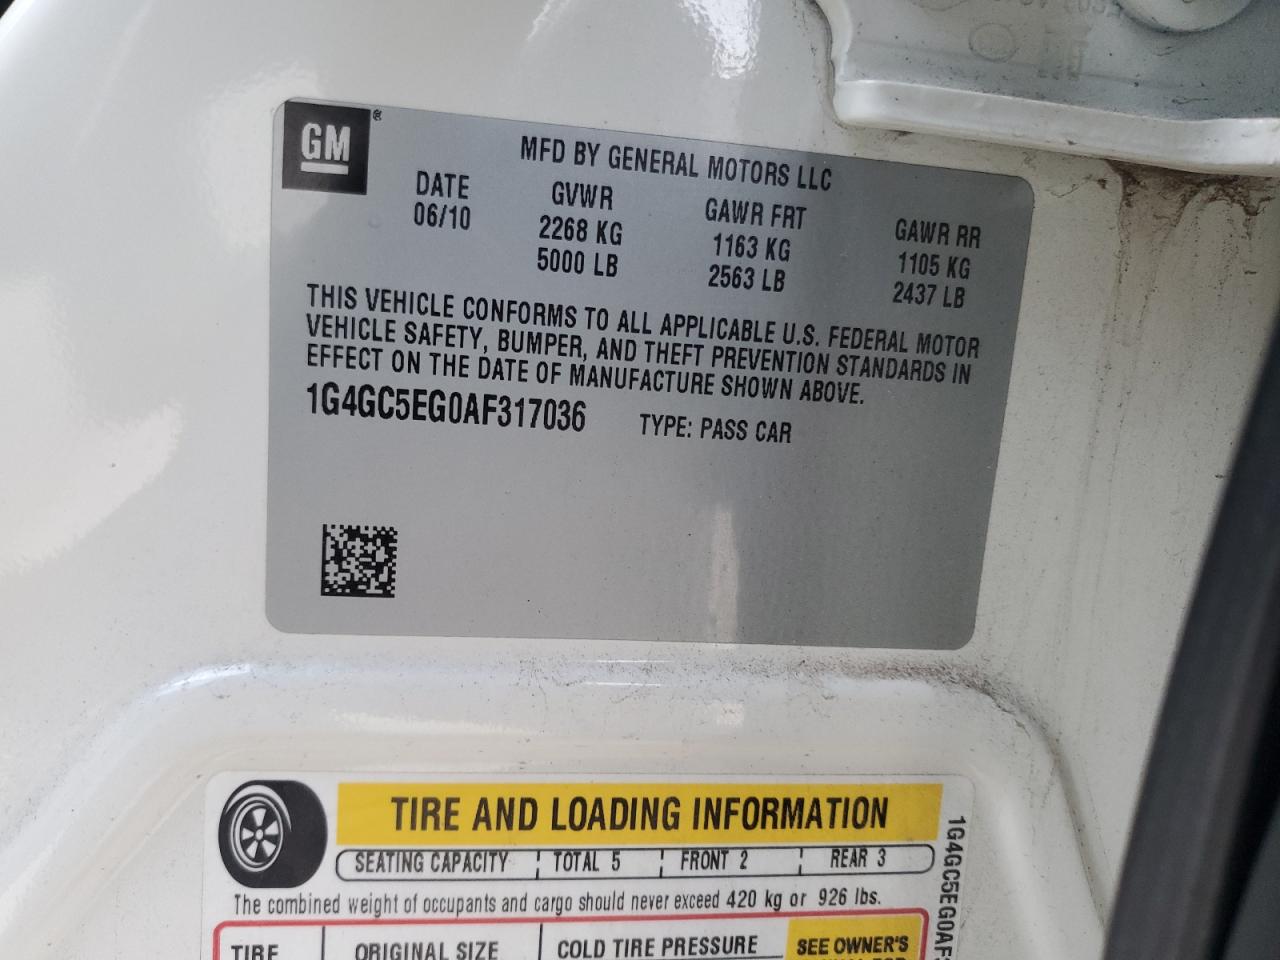 GM®
MFD BY GENERAL MOTORS LLC
DATE GVWR GAWR FRT GAWR RR
06/10 2268 KG 1163 KG 1105 KG
5000 LB 2563 LB 2437 LB
THIS VEHICLE CONFORMS TO ALL APPLICABLE U.S. FEDERAL MOTOR
VEHICLE SAFETY, BUMPER, AND THEFT PREVENTION STANDARDS IN
EFFECT ON THE DATE OF MANUFACTURE SHOWN ABOVE.
1G4GC5EG0AF317036 TYPE: PASS CAR
TIRE AND LOADING INFORMATION
SEATING CAPACITY TOTAL 5 FRONT 2 REAR 3
The combined weight of occupants and cargo should never exceed 420 kg or 926 lbs.
TIRE ORIGINAL SIZE COLD TIRE PRESSURE SEE OWNER'S
1G4GC5EG0AF